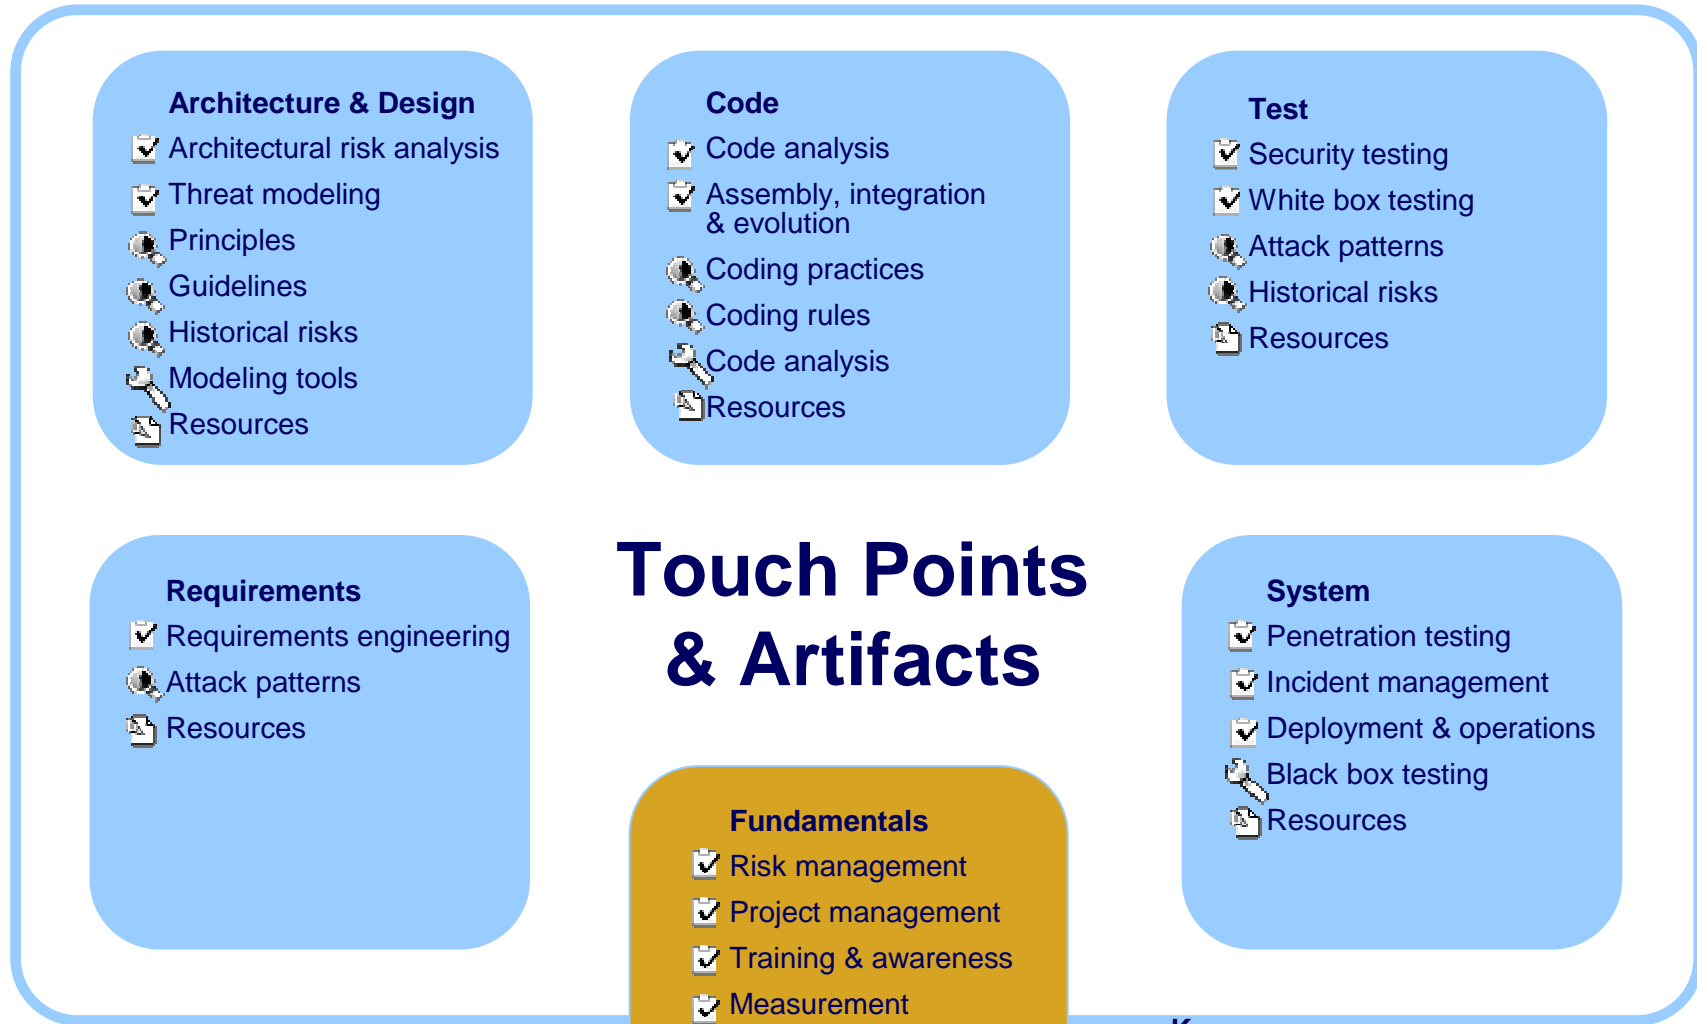 Architecture & Design
Architectural risk analysis
Threat modeling
Principles
Guidelines
Historical risks
Modeling tools
Resources
Code
Code analysis
Assembly, integration
& evolution
Coding practices
Coding rules
Code analysis
Resources
Test
Security testing
White box testing
Attack patterns
Historical risks
Resources
Touch Points
& Artifacts
Requirements
Requirements engineering
Attack patterns
Resources
System
Penetration testing
Incident management
Deployment & operations
Black box testing
Resources
Fundamentals
Risk management
Project management
Training & awareness
Measurement